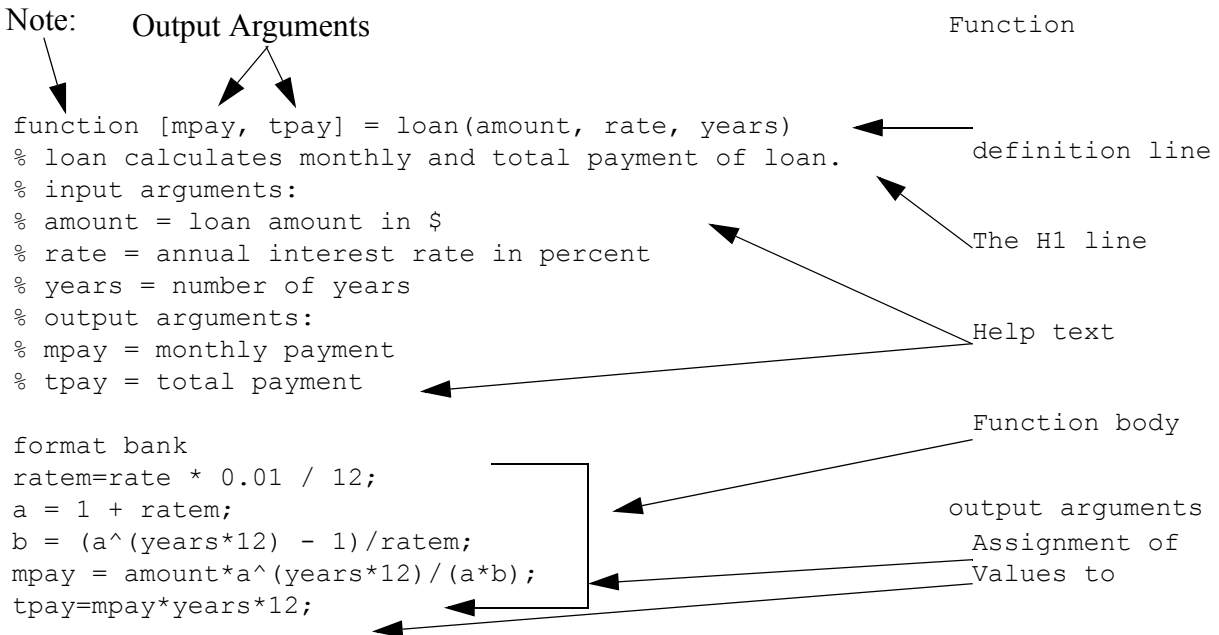 Note: Output Arguments Function
function [mpay, tpay] = loan(amount, rate, years)
definition line
% loan calculates monthly and total payment of loan.
% input arguments:
% amount = loan amount in $
The H1 line
% rate = annual interest rate in percent
% years = number of years
% output arguments:
Help text
% mpay = monthly payment
% tpay = total payment
Function body
format bank
ratem=rate * 0.01 / 12;
a = 1 + ratem;
output arguments
b = (a^(years*12) - 1)/ratem;
Assignment of
mpay = amount*a^(years*12)/(a*b);
Values to
tpay=mpay*years*12;